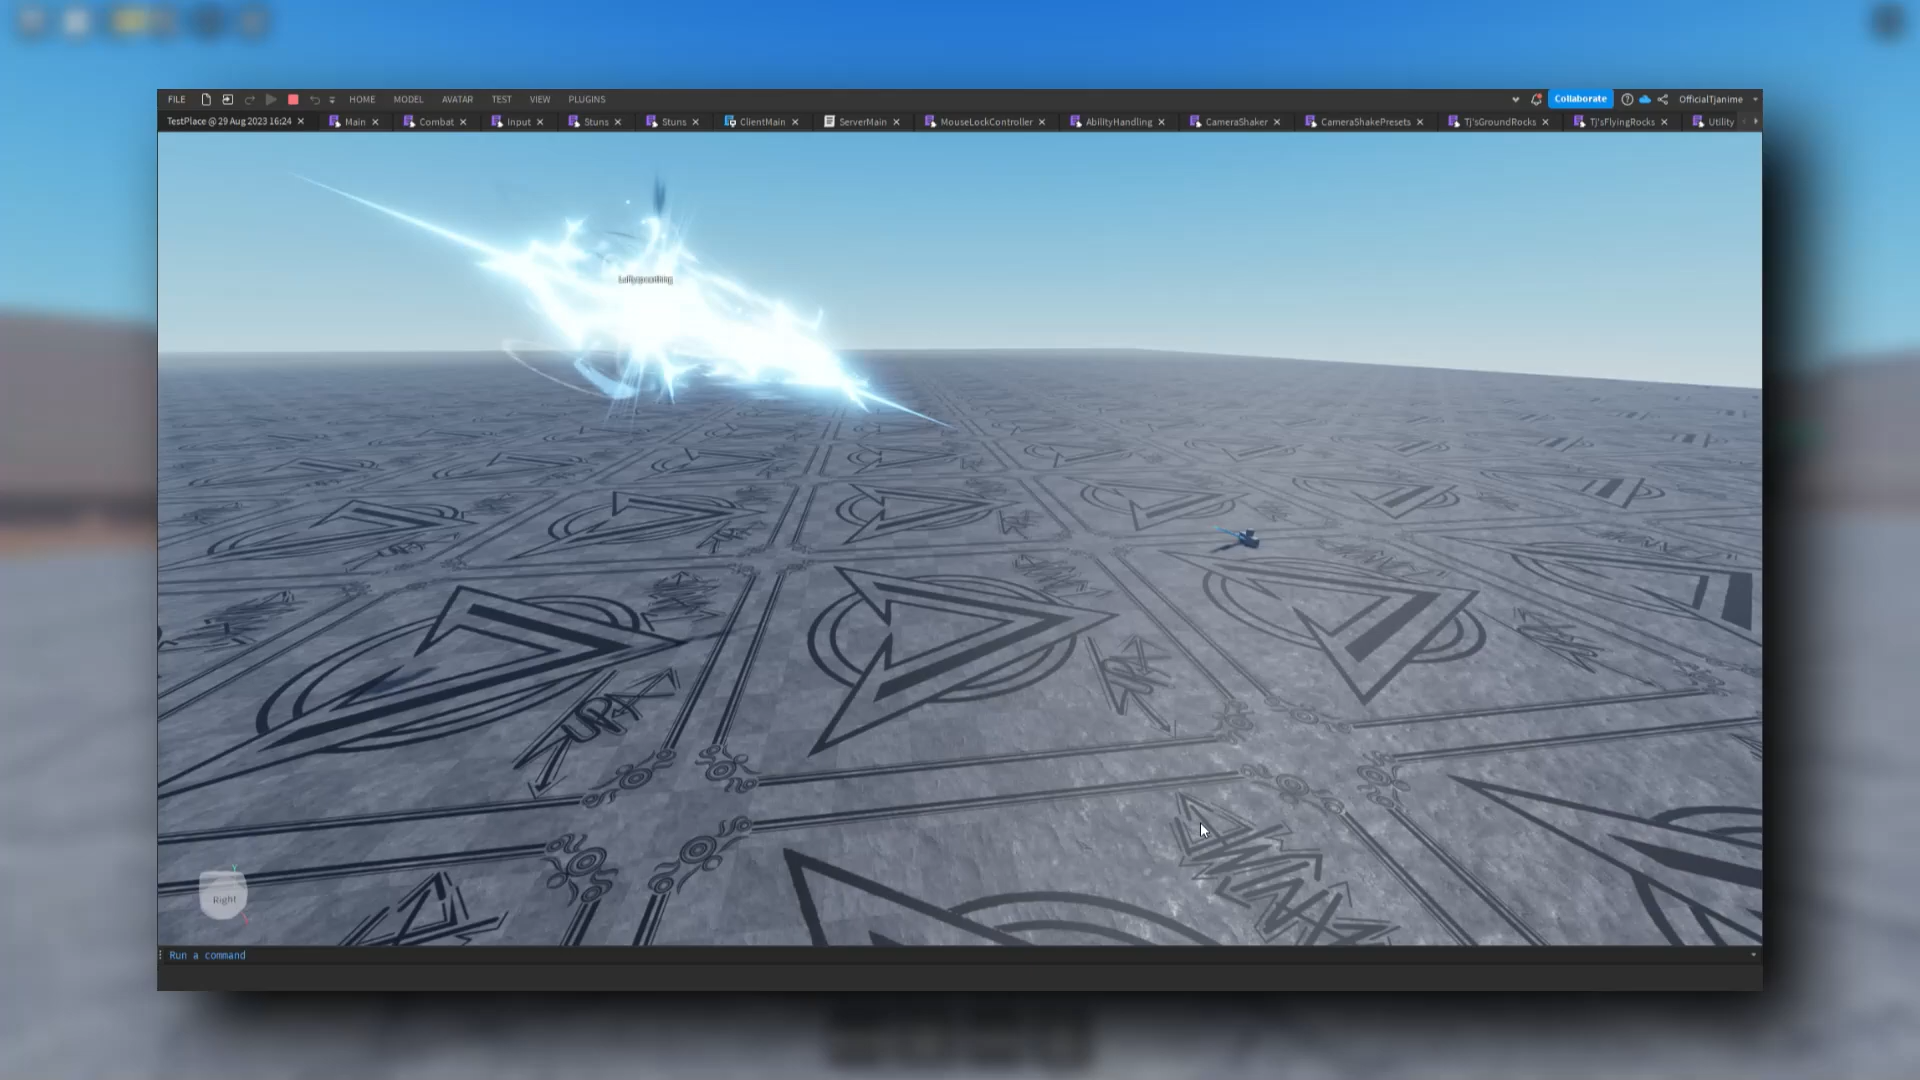 FILE HOME MODEL AVATAR TEST VIEW PLUGINS Collaborate OfficialTjanime
TestPlace @ 29 Aug 2023 16:24 Main Combat Input Stuns Stuns ClientMain ServerMain MouseLockController AbilityHandling CameraShaker CameraShakePresets Tj'sGroundRocks Tj'sFlyingRocks Utility
Right
Run a command